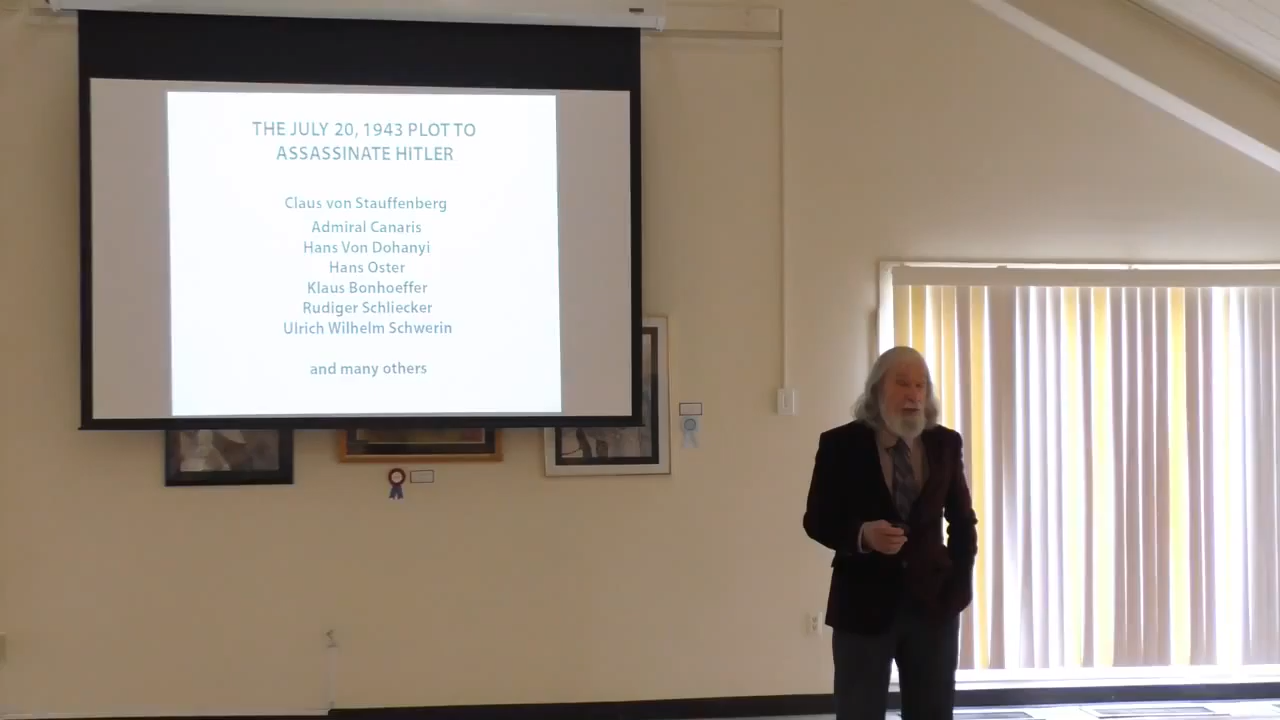 THE JULY 20, 1943 PLOT TO
ASSASSINATE HITLER
Claus von Stauffenberg
Admiral Canaris
Hans Von Dohanyi
Hans Oster
Klaus Bonhoeffer
Rudiger Schliecker
Ulrich Wilhelm Schwerin
and many others